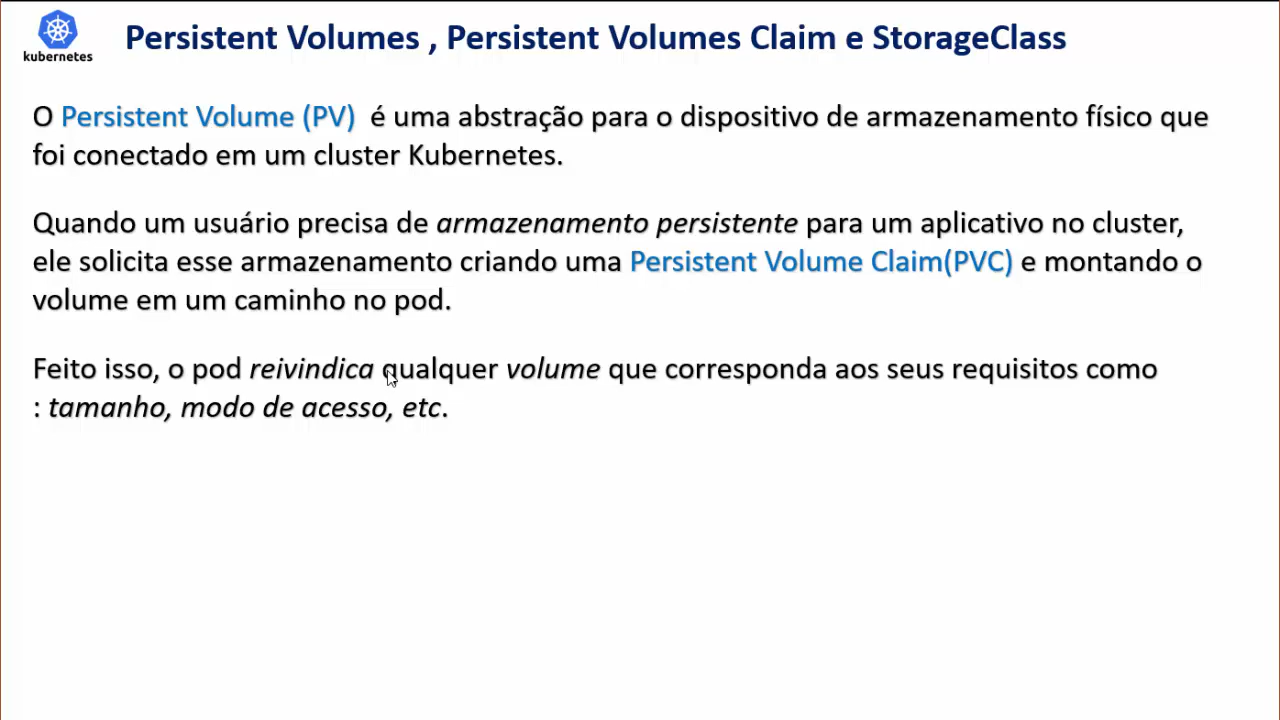 kubernetes
Persistent Volumes , Persistent Volumes Claim e StorageClass
O Persistent Volume (PV) é uma abstração para o dispositivo de armazenamento físico que
foi conectado em um cluster Kubernetes.
Quando um usuário precisa de armazenamento persistente para um aplicativo no cluster,
ele solicita esse armazenamento criando uma Persistent Volume Claim(PVC) e montando o
volume em um caminho no pod.
Feito isso, o pod reivindica qualquer volume que corresponda aos seus requisitos como
: tamanho, modo de acesso, etc.